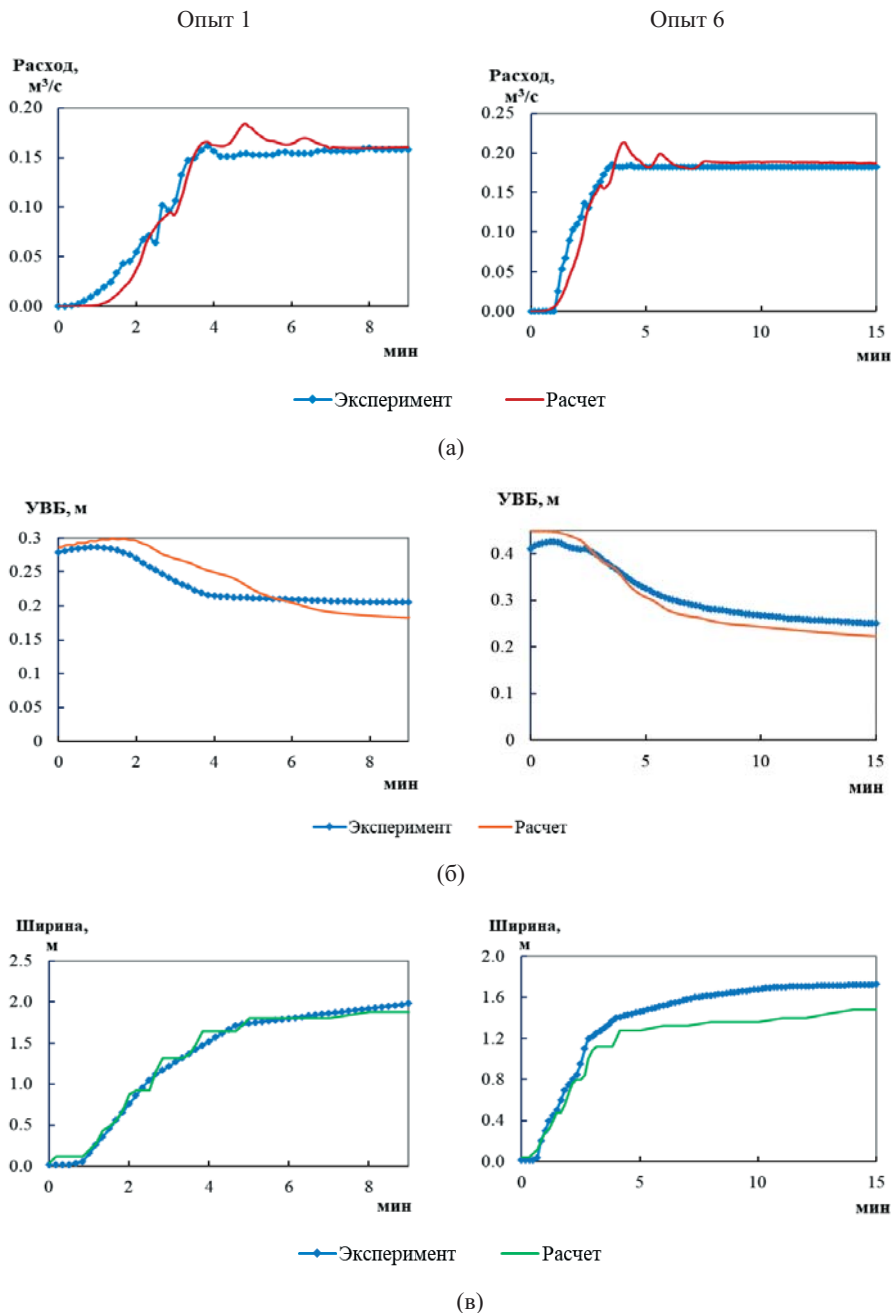 Опыт 1
Опыт 6
Расход,
м³/с
0.20
0.15
0.10
0.05
0.00
0 2 4 6 8
мин
Расход,
м³/с
0.25
0.20
0.15
0.10
0.05
0.00
0 5 10 15
мин
Эксперимент Расчет
(а)
УВБ, м
0.3
0.25
0.2
0.15
0.1
0.05
0
0 2 4 6 8
мин
УВБ, м
0.4
0.3
0.2
0.1
0
0 5 10 15
мин
Эксперимент Расчет
(б)
Ширина,
м
2.5
2.0
1.5
1.0
0.5
0.0
0 2 4 6 8
мин
Ширина,
м
2.0
1.6
1.2
0.8
0.4
0.0
0 5 10 15
мин
Эксперимент Расчет
(в)